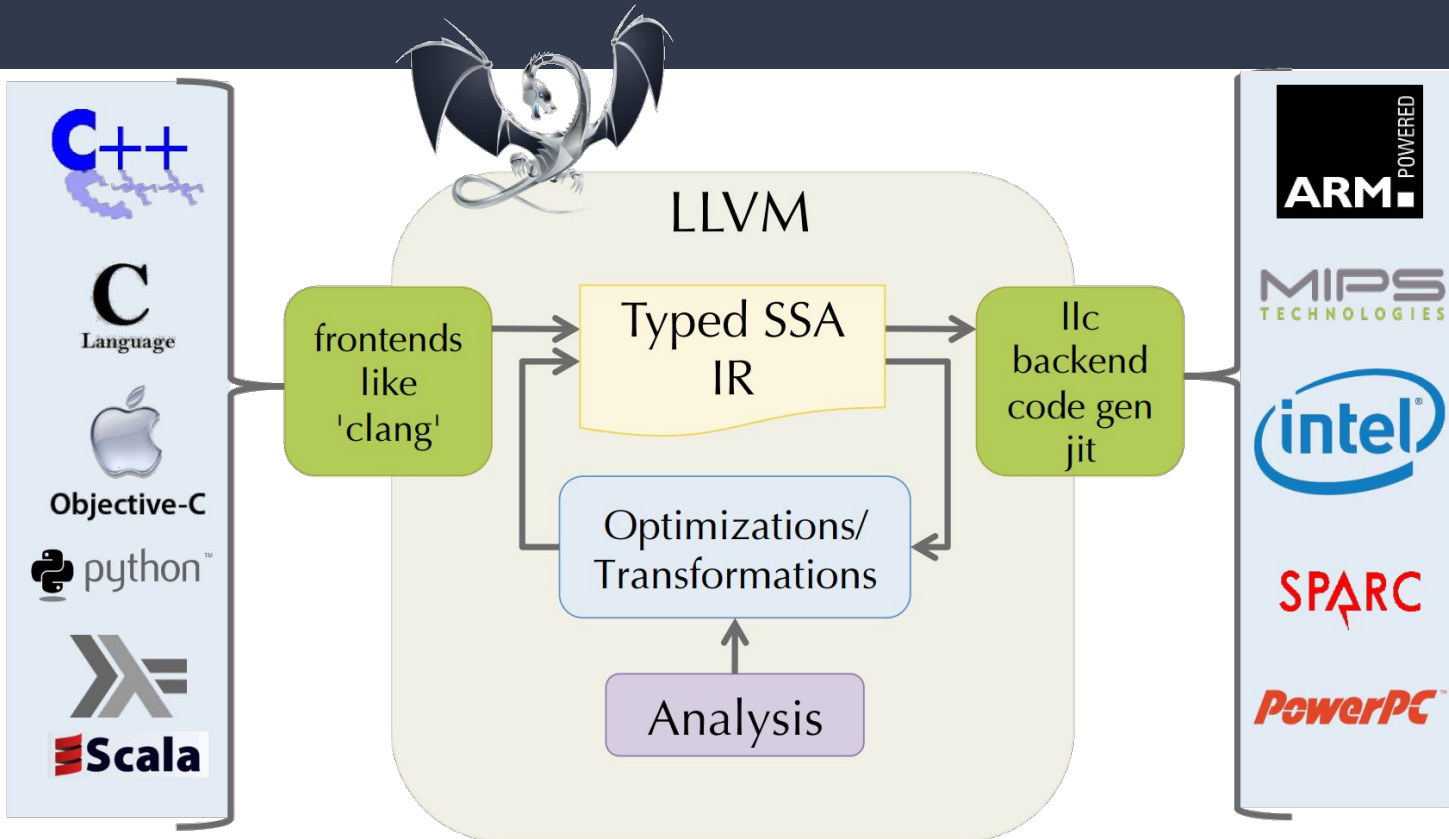 C++
C
Language
Objective-C
python™
Scala
LLVM
frontends
like
'clang'
Typed SSA
IR
llc
backend
code gen
jit
Optimizations/
Transformations
Analysis
ARM POWERED
MIPS
TECHNOLOGIES
intel®
SPARC
PowerPC™